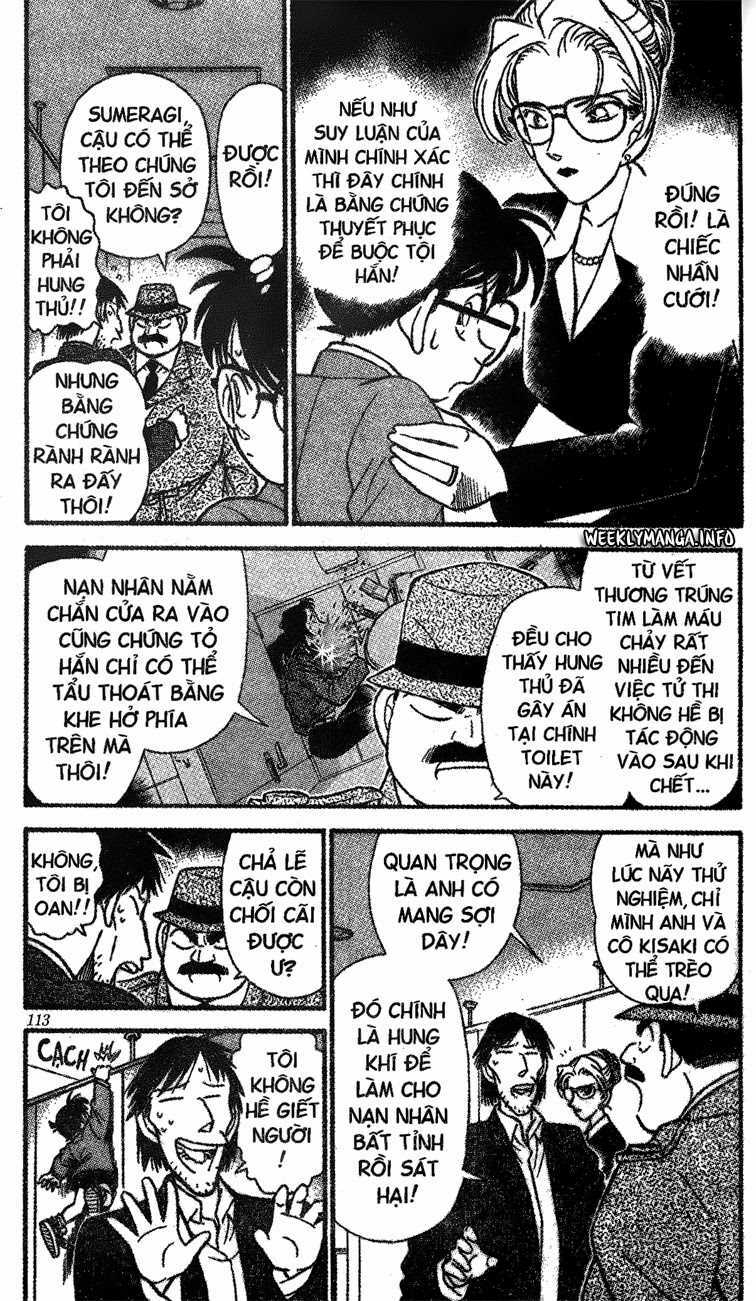 ĐÚNG
RỒI! LÀ
CHIẾC
NHẪN
CƯỚI!
NẾU NHƯ
SUY LUẬN CỦA
MÌNH CHÍNH XÁC
THÌ ĐÂY CHÍNH
LÀ BẰNG CHỨNG
THUYẾT PHỤC
ĐỂ BUỘC TỘI
HẮN!
ĐƯỢC
RỒI!
SUMERAGI,
CẬU CÓ THỂ
THEO CHÚNG
TÔI ĐẾN SỞ
KHÔNG?
TÔI
KHÔNG
PHẢI
HUNG
THỦ!!
NHƯNG
BẰNG
CHỨNG
RÀNH RÀNH
RA ĐẤY
THÔI!
WEEKLYMANGA.INFO
TỪ VẾT
THƯƠNG TRÚNG
TIM LÀM MÁU
CHẢY RẤT
NHIỀU ĐẾN
VIỆC TỬ THI
KHÔNG HỀ BỊ
TÁC ĐỘNG
VÀO SAU KHI
CHẾT...
ĐỀU CHO
THẤY HUNG
THỦ ĐÃ
GÂY ÁN
TẠI CHÍNH
TOILET
NÀY!
NẠN NHÂN NẰM
CHẮN CỬA RA VÀO
CŨNG CHỨNG TỎ
HẮN CHỈ CÓ THỂ
TẨU THOÁT BẰNG
KHE HỞ PHÍA
TRÊN MÀ
THÔI!
MÀ NHƯ
LÚC NÃY THỬ
NGHIỆM, CHỈ
MÌNH ANH VÀ
CÔ KISAKI CÓ
THỂ TRÈO
QUA!
QUAN TRỌNG
LÀ ANH CÓ
MANG SỢI
DÂY!
ĐÓ CHÍNH
LÀ HUNG
KHÍ ĐỂ
LÀM CHO
NẠN NHÂN
BẤT TỈNH
RỒI SÁT
HẠI!
CHẢ LẼ
CẬU CÒN
CHỐI CÃI
ĐƯỢC
Ư?
KHÔNG,
TÔI BỊ
OAN!!
113
TÔI
KHÔNG
HỀ GIẾT
NGƯỜI
!
CẠCH